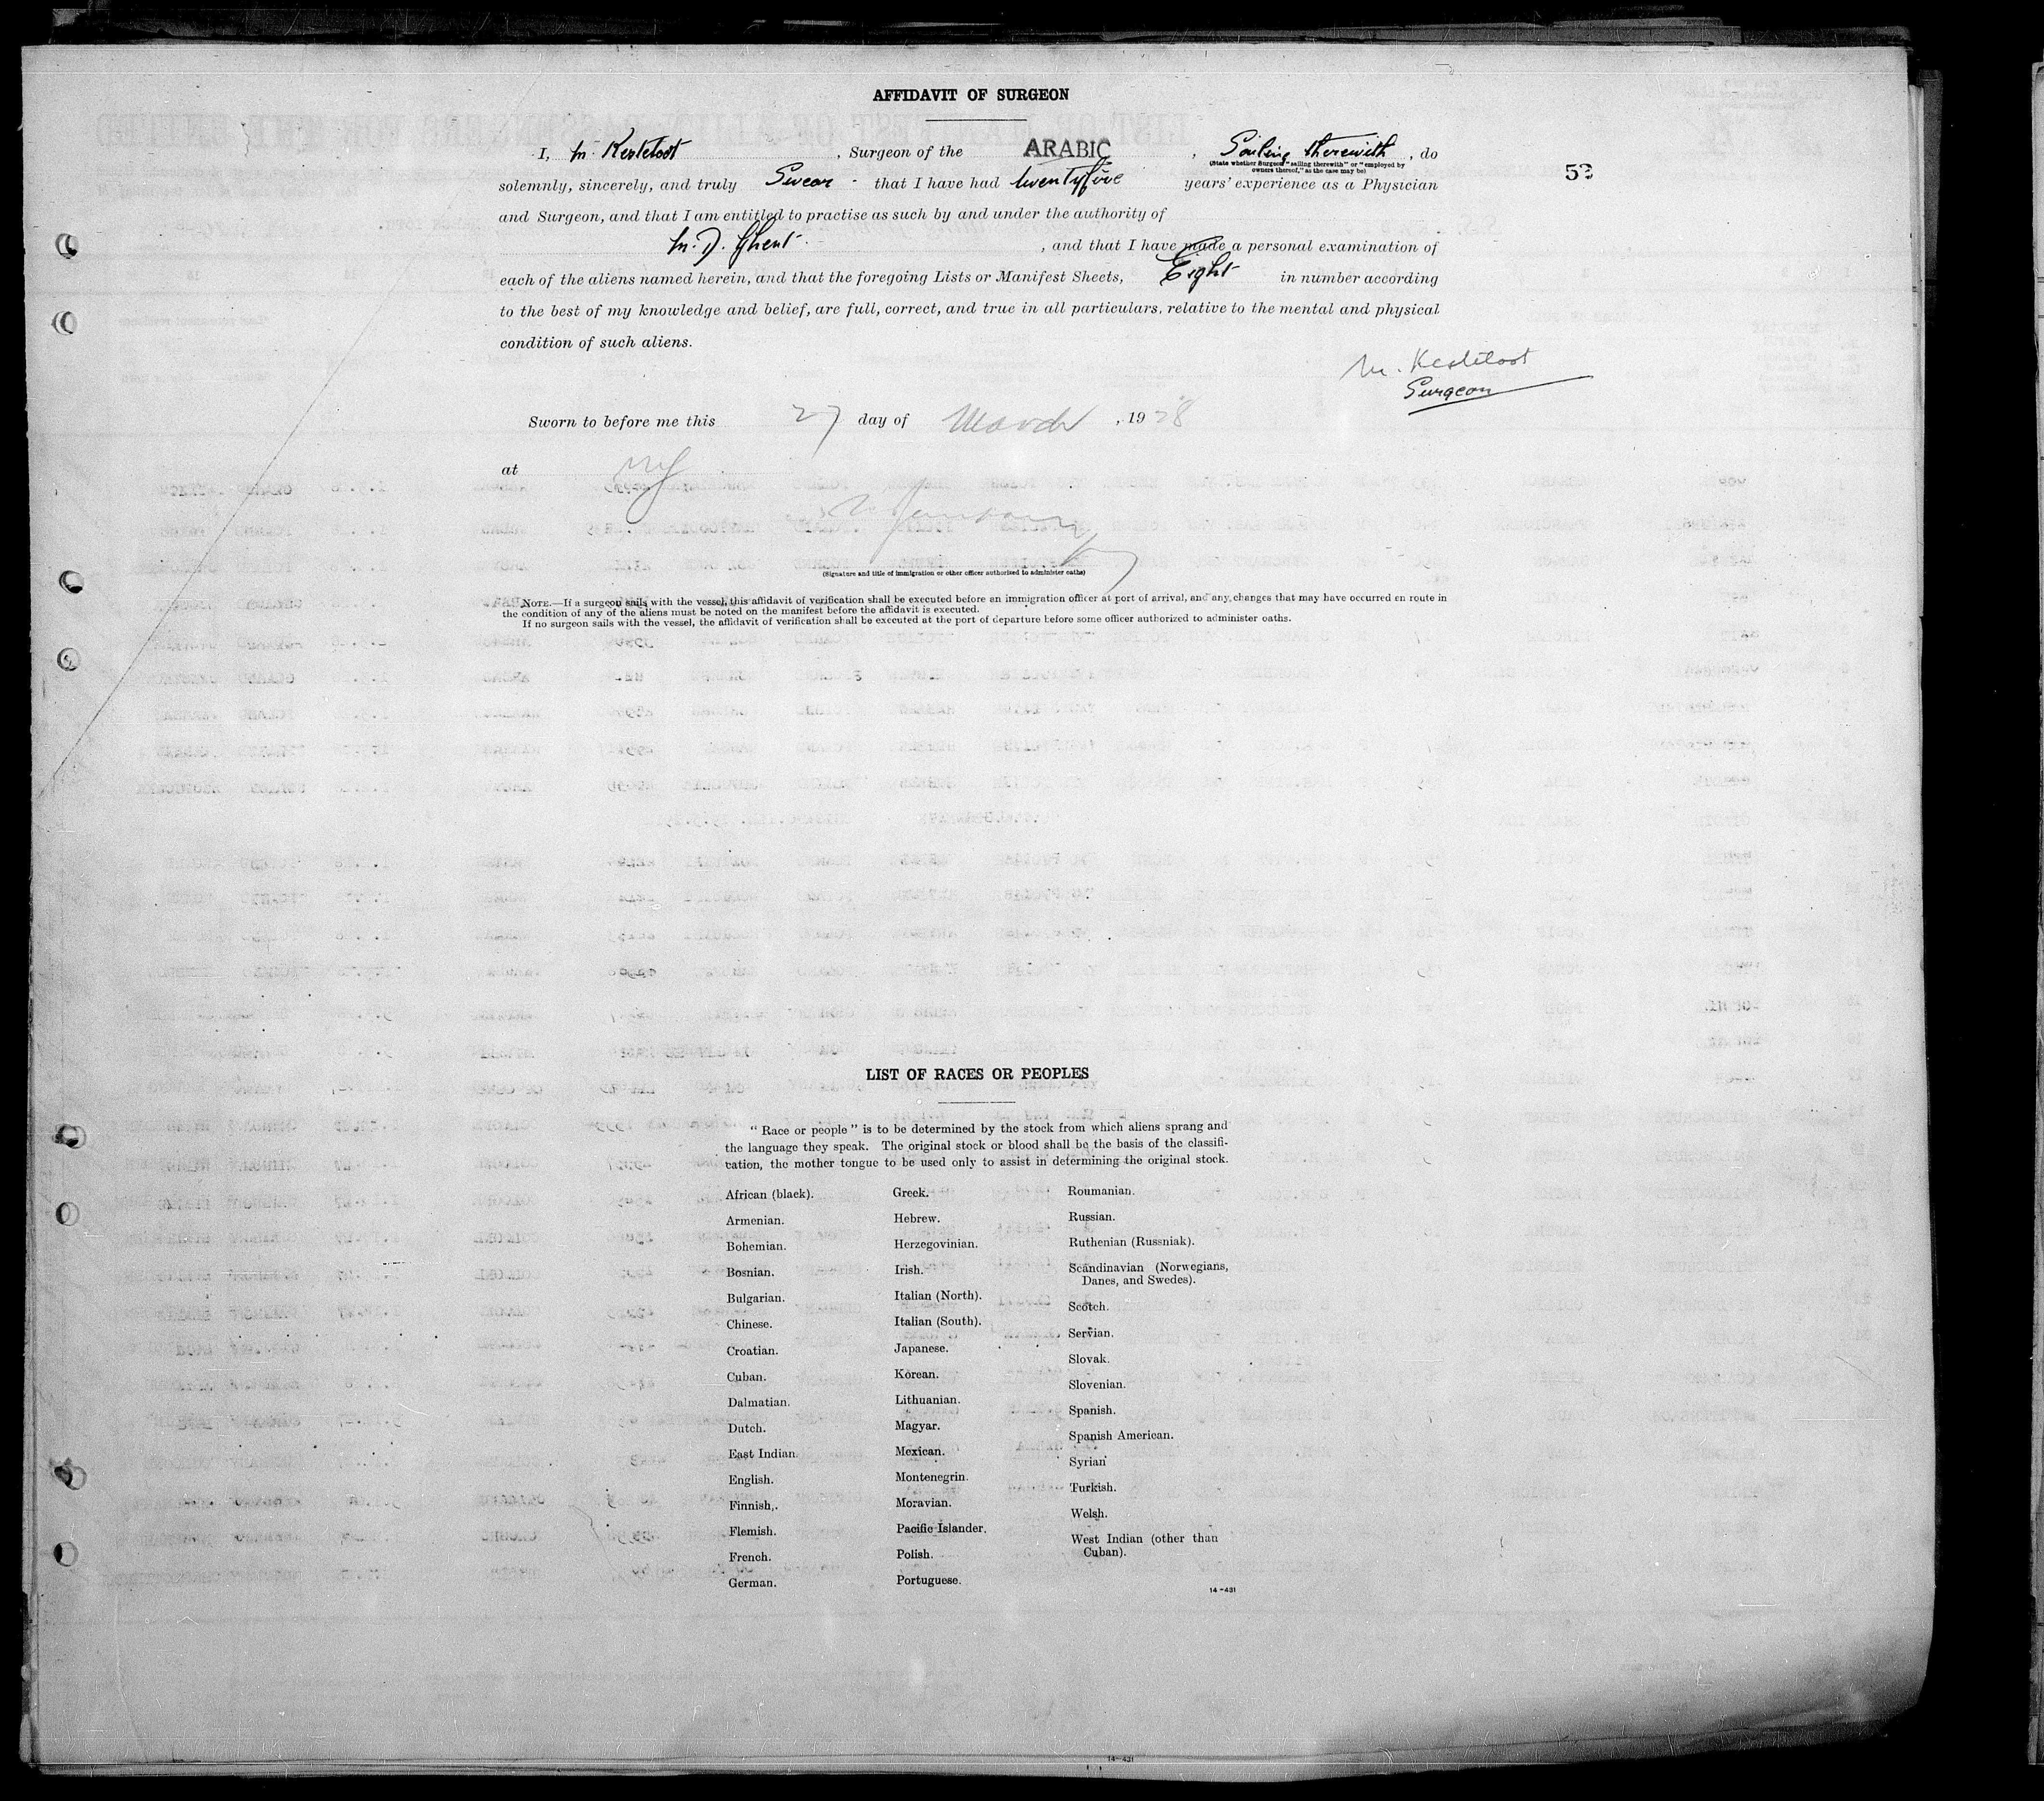 AFFIDAVIT OF SURGEON
I, M. Kesteloot, Surgeon of the ARABIC, Sailing therewith, do
(State whether Surgeon "sailing therewith" or "employed by
owners thereof," as the case may be)
52
solemnly, sincerely, and truly Swear - that I have had twentyfive years' experience as a Physician
and Surgeon, and that I am entitled to practise as such by and under the authority of
M. D. Ghent, and that I have made a personal examination of
each of the aliens named herein, and that the foregoing Lists or Manifest Sheets, Eight in number according
to the best of my knowledge and belief, are full, correct, and true in all particulars, relative to the mental and physical
condition of such aliens.
M. Kesteloot
Surgeon
Sworn to before me this 27 day of March, 1928
at NY
(Signature and title of immigration or other officer authorized to administer oaths)
NOTE.—If a surgeon sails with the vessel, this affidavit of verification shall be executed before an immigration officer at port of arrival, and any changes that may have occurred en route in
the condition of any of the aliens must be noted on the manifest before the affidavit is executed.
If no surgeon sails with the vessel, the affidavit of verification shall be executed at the port of departure before some officer authorized to administer oaths.
LIST OF RACES OR PEOPLES
"Race or people" is to be determined by the stock from which aliens sprang and
the language they speak. The original stock or blood shall be the basis of the classifi-
cation, the mother tongue to be used only to assist in determining the original stock.
African (black).
Armenian.
Bohemian.
Bosnian.
Bulgarian.
Chinese.
Croatian.
Cuban.
Dalmatian.
Dutch.
East Indian.
English.
Finnish.
Flemish.
French.
German.
Greek.
Hebrew.
Herzegovinian.
Irish.
Italian (North).
Italian (South).
Japanese.
Korean.
Lithuanian.
Magyar.
Mexican.
Montenegrin.
Moravian.
Pacific Islander.
Polish.
Portuguese.
Roumanian.
Russian.
Ruthenian (Russniak).
Scandinavian (Norwegians,
Danes, and Swedes).
Scotch.
Servian.
Slovak.
Slovenian.
Spanish.
Spanish American.
Syrian
Turkish.
Welsh.
West Indian (other than
Cuban).
14-431
14-431